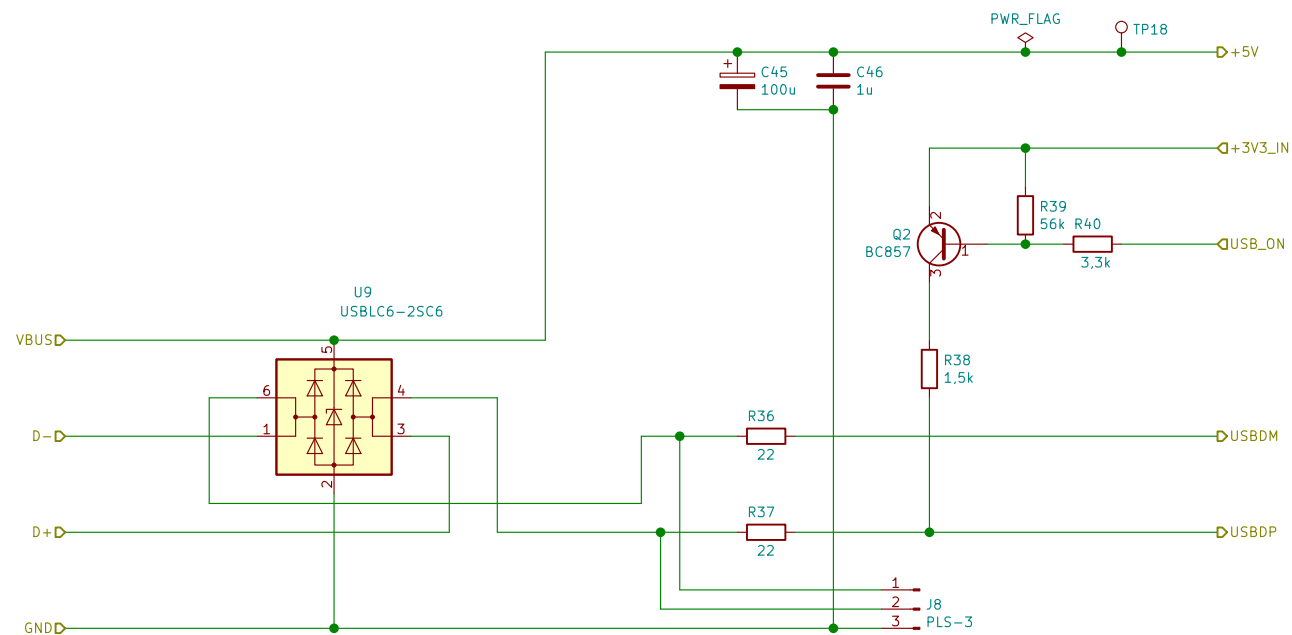 PWR_FLAG
TP18
+5V
+
C45
100u
C46
1u
+3V3_IN
2
R39
56k
R40
Q2
BC857
1
USB_ON
3,3k
3
U9
USBLC6-2SC6
VBUS
5
R38
1,5k
6
4
R36
D-
1
3
22
USBDM
2
R37
D+
22
USBDP
1
2
J8
3
PLS-3
GND